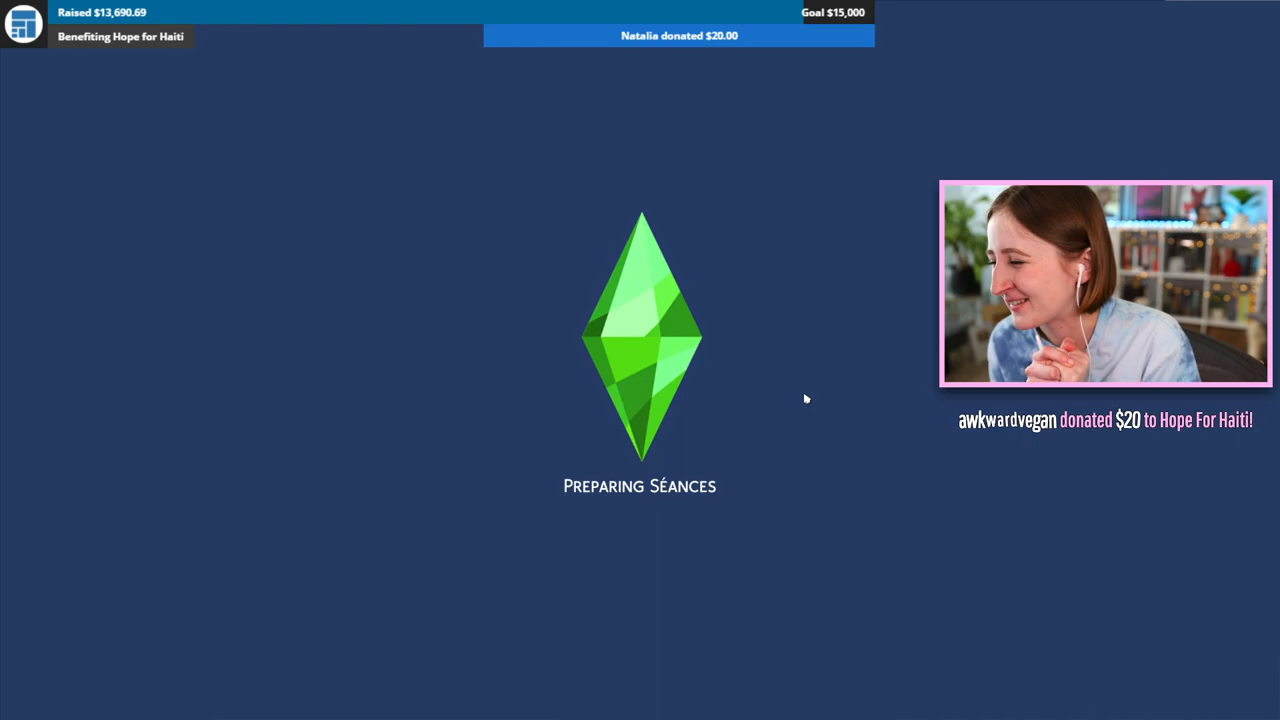 Raised $13,690.69
Goal $15,000
Benefiting Hope for Haiti
Natalia donated $20.00
awkwardvegan donated $20 to Hope For Haiti!
PREPARING SÉANCES